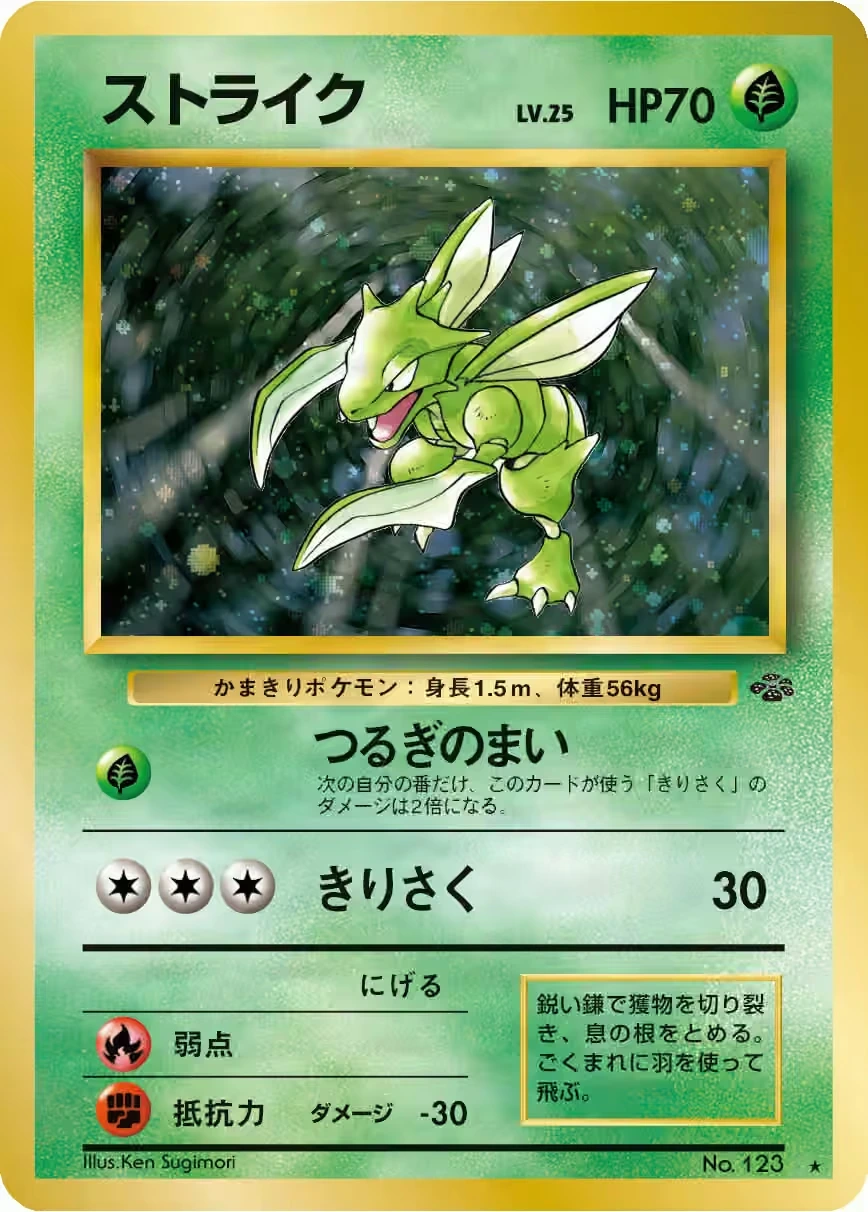 ストライク
LV.25 HP70
かまきりポケモン：身長1.5m、体重56kg
つるぎのまい
次の自分の番だけ、このカードが使う「きりさく」の
ダメージは2倍になる。
きりさく 30
にげる
弱点
抵抗力 ダメージ -30
鋭い鎌で獲物を切り裂
き、息の根をとめる。
ごくまれに羽を使って
飛ぶ。
Illus.Ken Sugimori
No. 123 ★